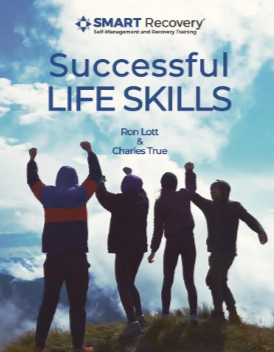 SMART Recovery®
Self-Management and Recovery Training
Successful
LIFE SKILLS
Ron Lott
&
Charles True